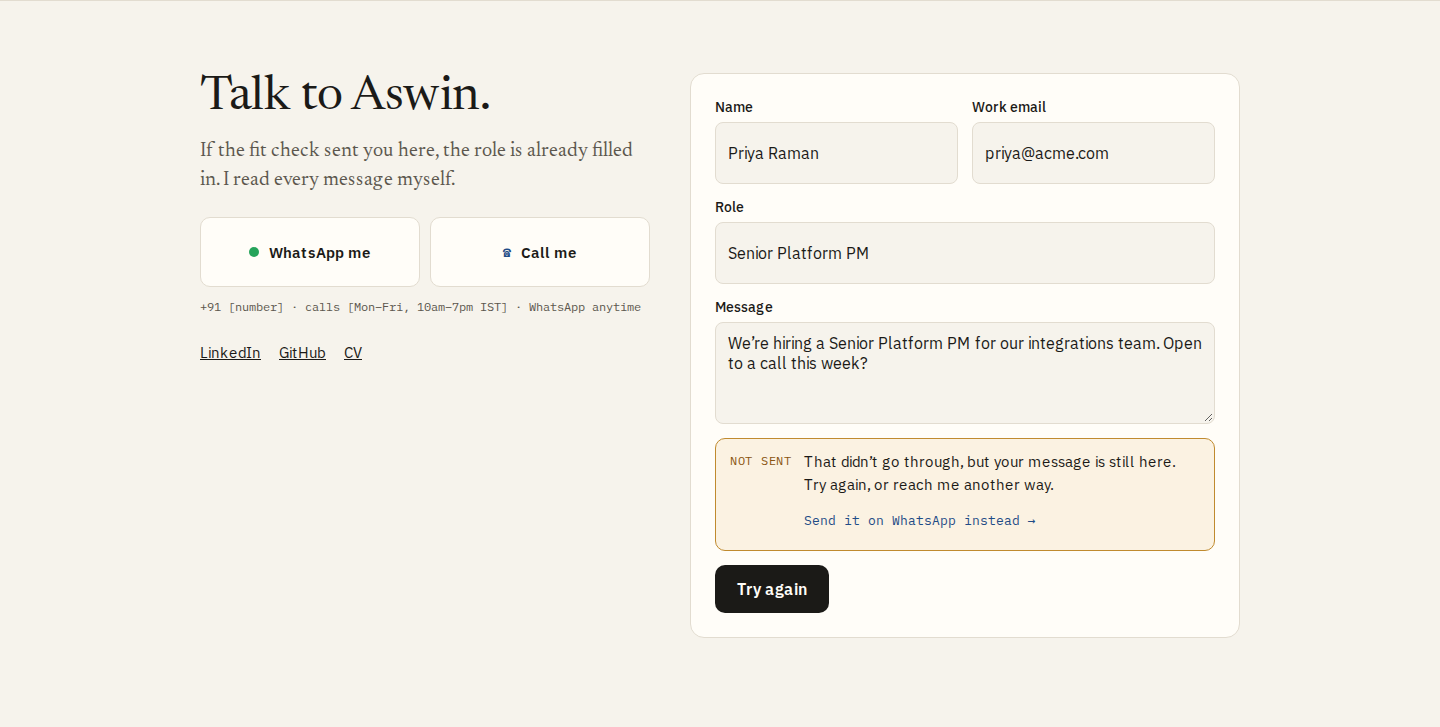 Talk to Aswin.
If the fit check sent you here, the role is already filled
in. I read every message myself.
WhatsApp me
☎ Call me
+91 [number] · calls [Mon–Fri, 10am–7pm IST] · WhatsApp anytime
LinkedIn GitHub CV
Name
Work email
Priya Raman
priya@acme.com
Role
Senior Platform PM
Message
We’re hiring a Senior Platform PM for our integrations team. Open
to a call this week?
NOT SENT That didn’t go through, but your message is still here.
Try again, or reach me another way.
Send it on WhatsApp instead →
Try again